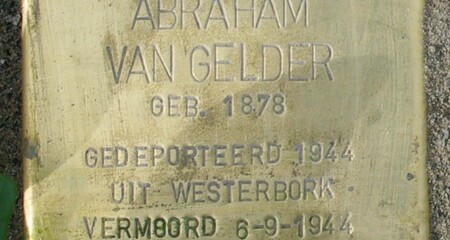 ABRAHAM
VAN GELDER
GEB. 1878
GEDEPORTEERD 1944
UIT WESTERBORK
VERMOORD 6-9-1944